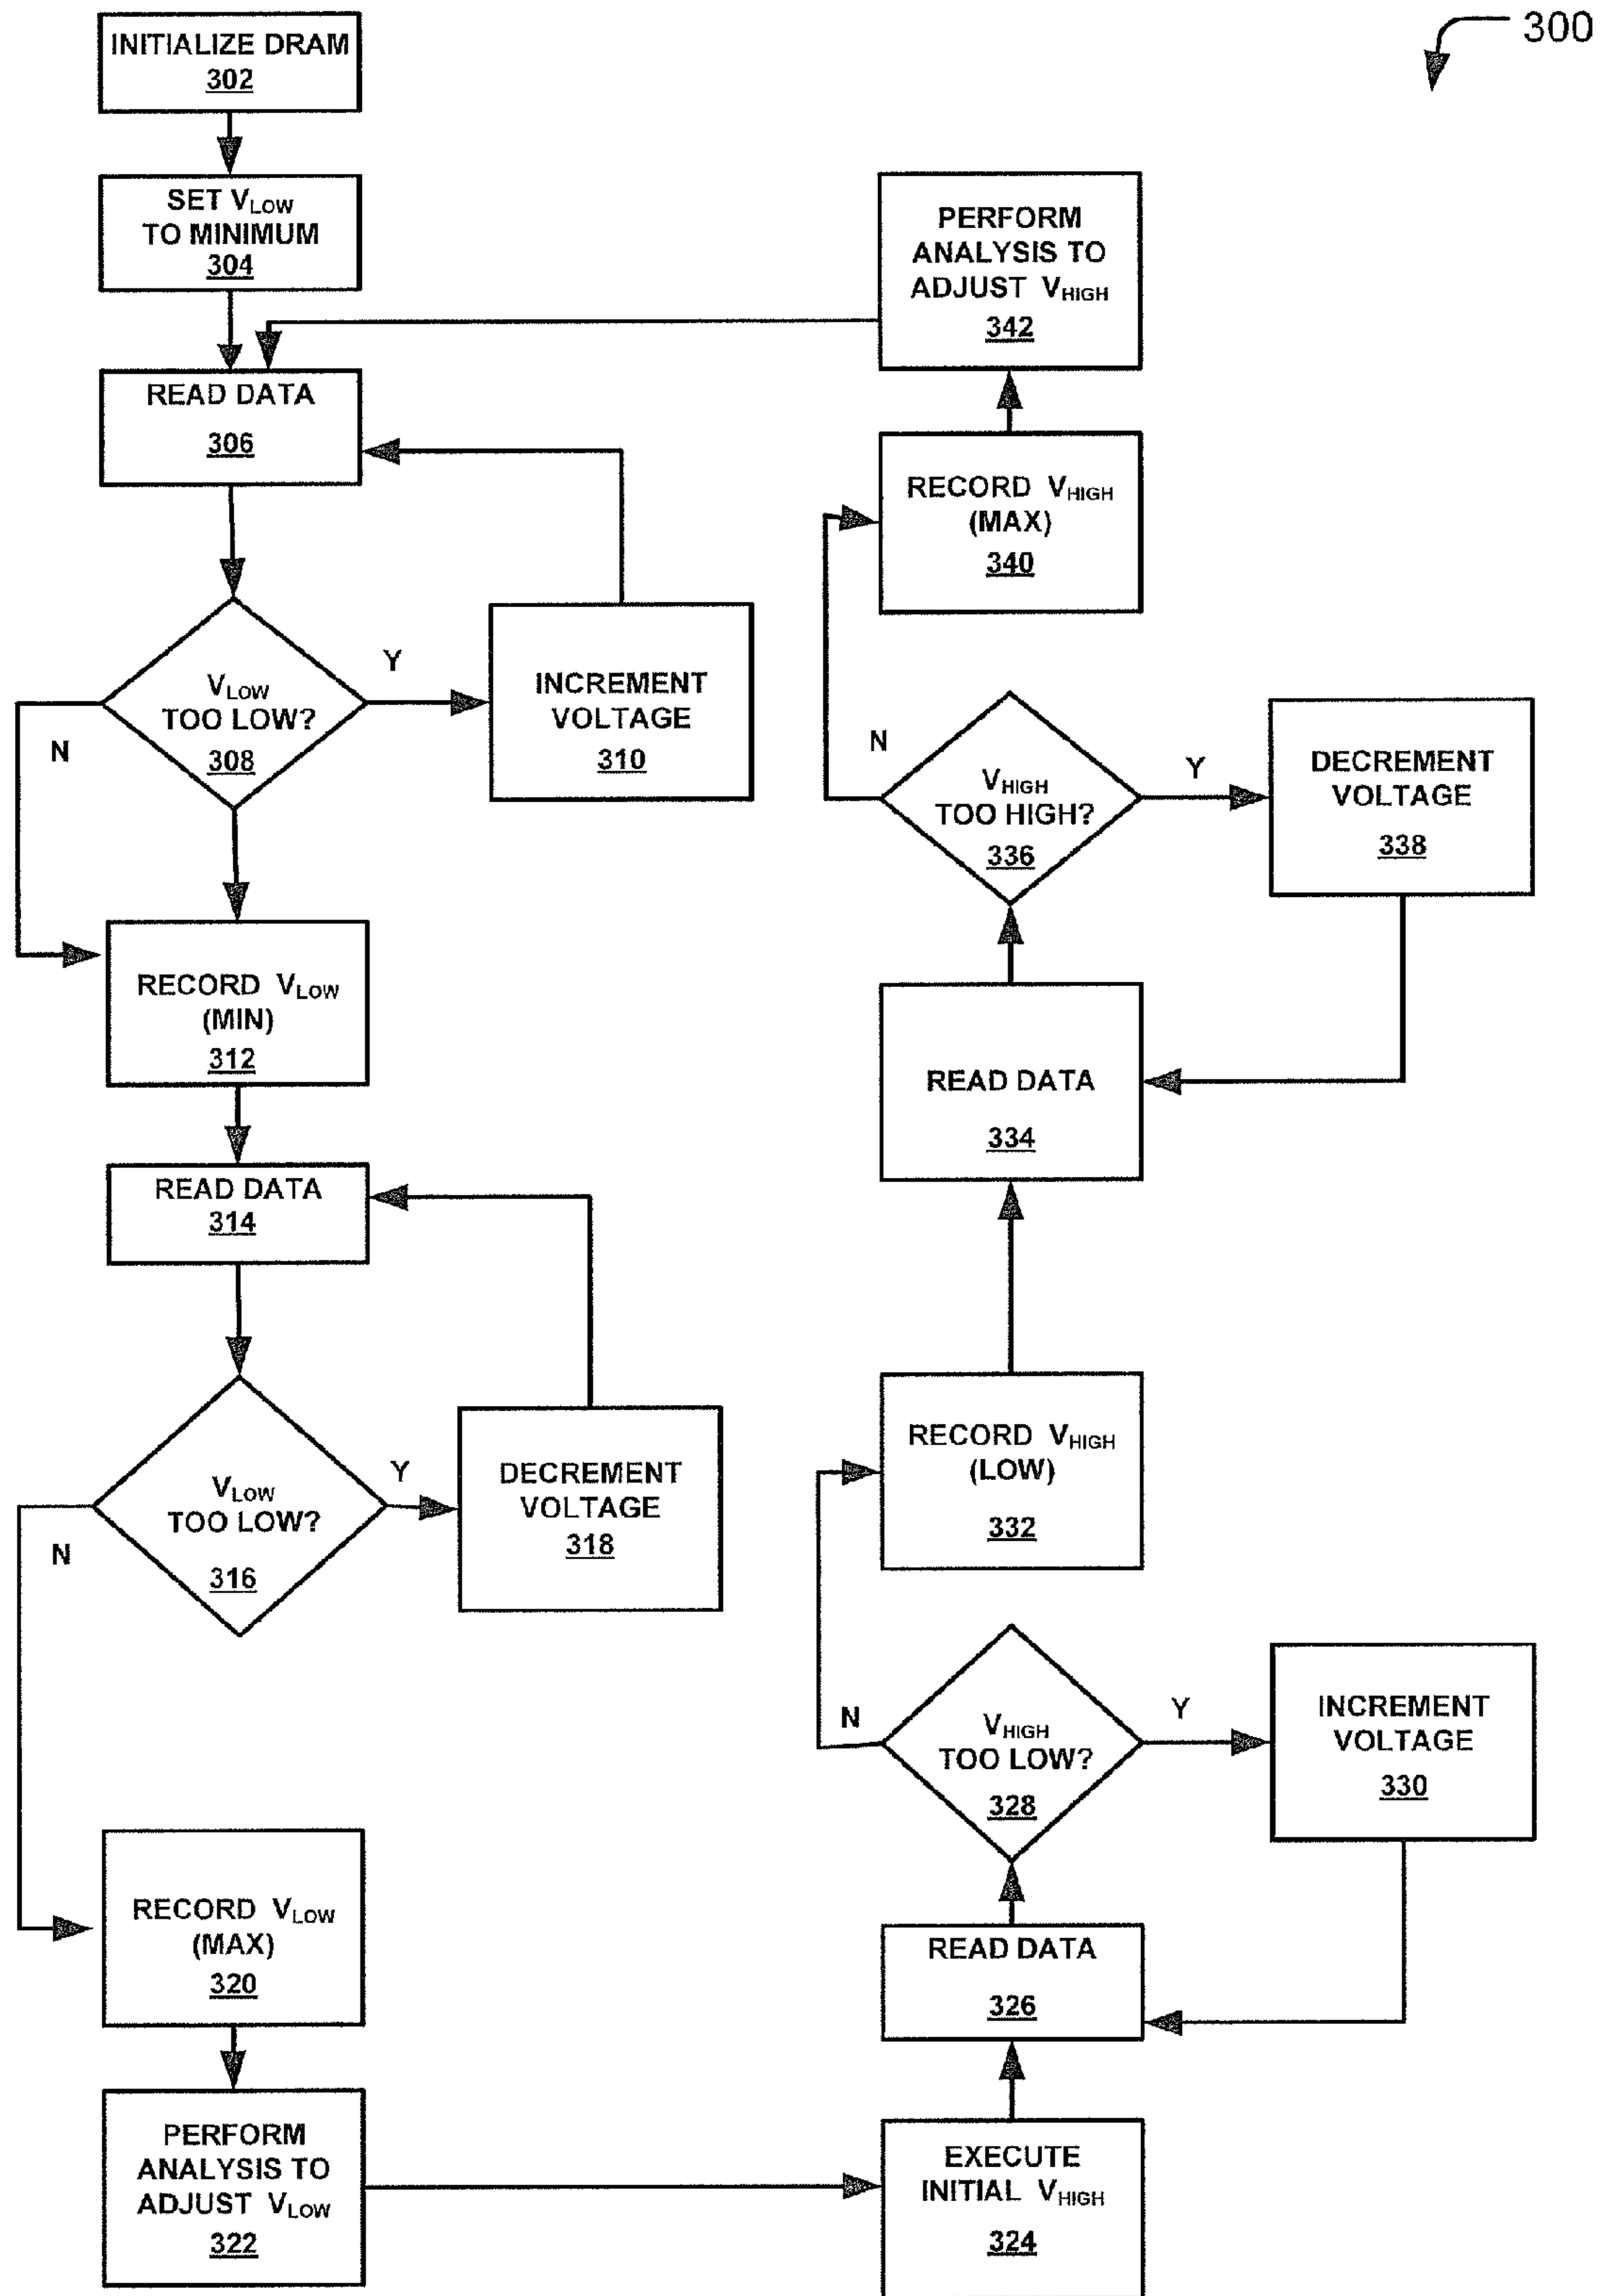 300
INITIALIZE DRAM
302
SET VLOW
TO MINIMUM
304
READ DATA
306
VLOW
TOO LOW?
308
Y
N
INCREMENT
VOLTAGE
310
RECORD VLOW
(MIN)
312
READ DATA
314
VLOW
TOO LOW?
316
Y
N
DECREMENT
VOLTAGE
318
RECORD VLOW
(MAX)
320
PERFORM
ANALYSIS TO
ADJUST VLOW
322
EXECUTE
INITIAL VHIGH
324
READ DATA
326
VHIGH
TOO LOW?
328
Y
N
INCREMENT
VOLTAGE
330
RECORD VHIGH
(LOW)
332
READ DATA
334
VHIGH
TOO HIGH?
336
Y
N
DECREMENT
VOLTAGE
338
RECORD VHIGH
(MAX)
340
PERFORM
ANALYSIS TO
ADJUST VHIGH
342